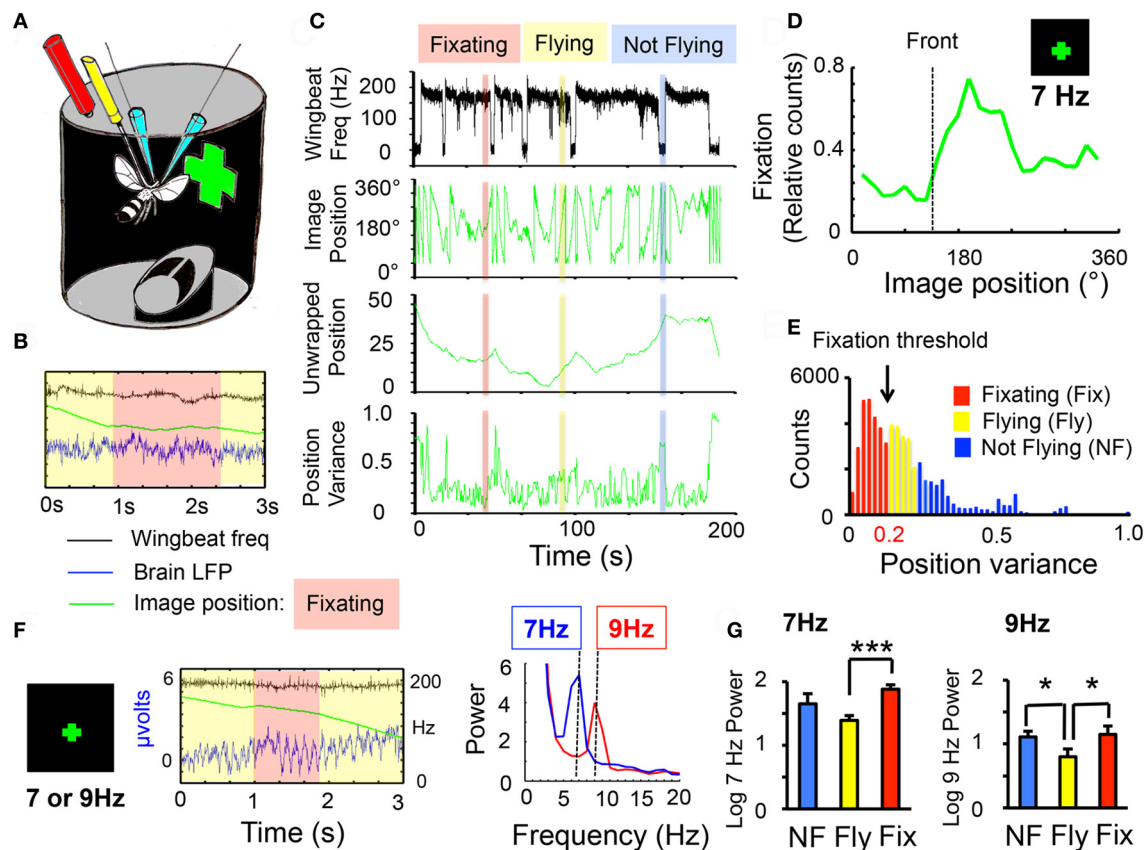 A
B
0s 1s 2s 3s
Wingbeat freq
Brain LFP
Image position: Fixating
C
Fixating Flying Not Flying
Wingbeat
Freq (Hz)
200
100
0
Image
Position
360°
180°
0°
Unwrapped
Position
50
25
0
Position
Variance
1.0
0.5
0
0 100 200
Time (s)
D
Front
7 Hz
Fixation
(Relative counts)
0.8
0.4
0
0 180 360
Image position (°)
E
Fixation threshold
6000
0
Counts
Fixating (Fix)
Flying (Fly)
Not Flying (NF)
0 0.2 0.5 1.0
Position variance
F
7 or 9Hz
µvolts
6
0
200
Hz
0
0 1 2 3
Time (s)
7Hz 9Hz
Power
6
4
2
0
0 5 10 15 20
Frequency (Hz)
G
7Hz
***
Log 7 Hz Power
2
1
0
NF Fly Fix
9Hz
* *
Log 9 Hz Power
2
1
0
NF Fly Fix